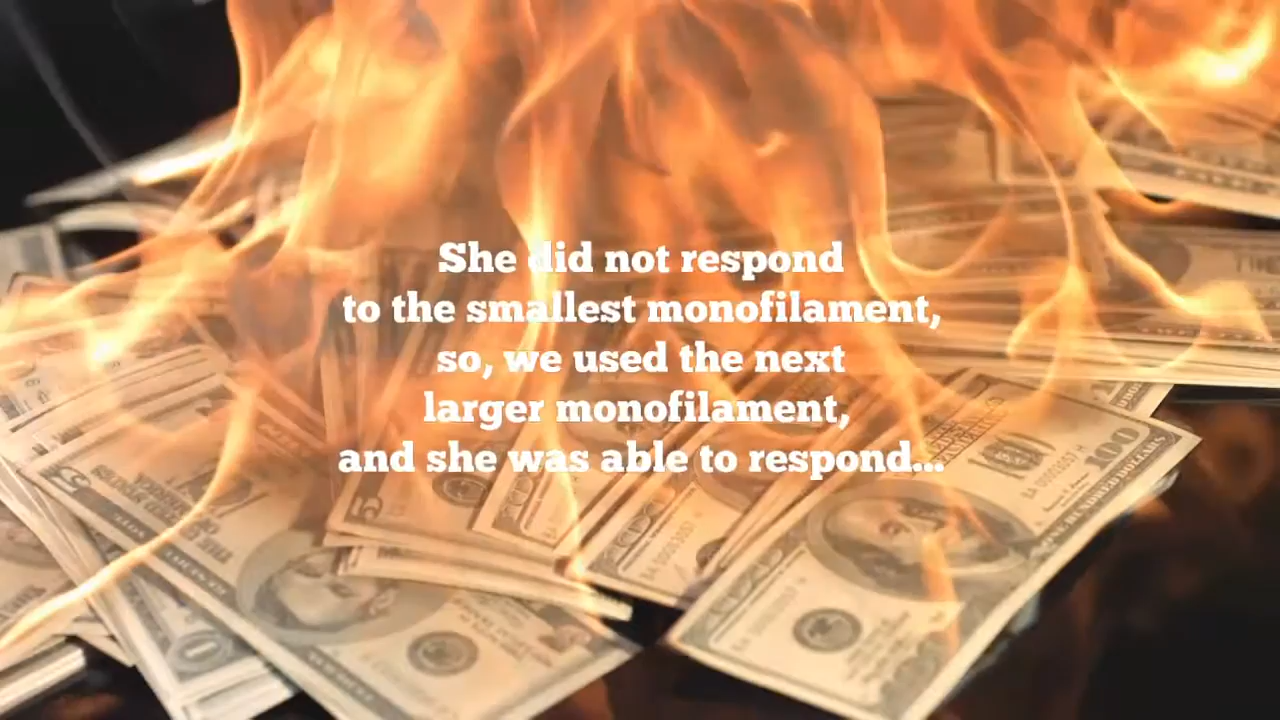 She did not respond
to the smallest monofilament,
so, we used the next
larger monofilament,
and she was able to respond...
100